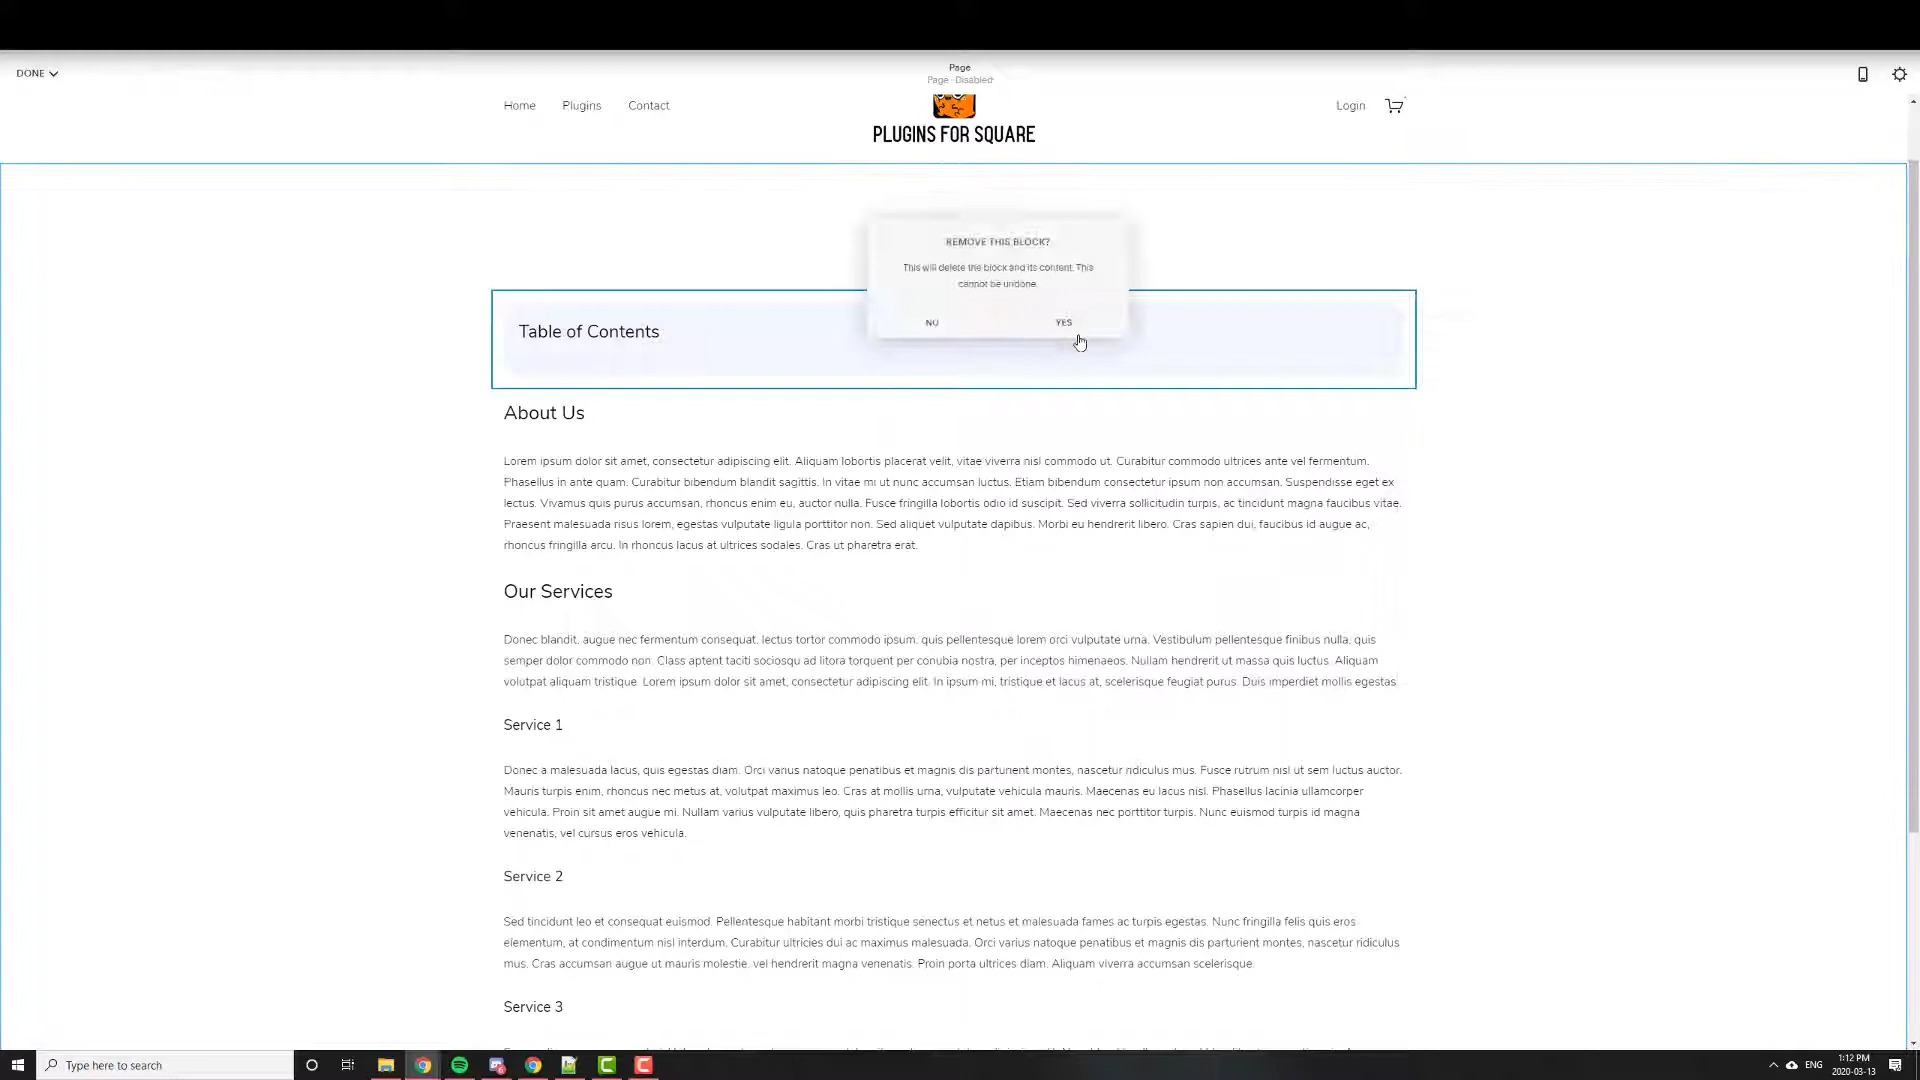 DONE
Page
Page · Disabled
Home
Plugins
Contact
PLUGINS FOR SQUARE
Login
REMOVE THIS BLOCK?
This will delete the block and its content. This
cannot be undone.
NO
YES
Table of Contents
About Us
Lorem ipsum dolor sit amet, consectetur adipiscing elit. Aliquam lobortis placerat velit, vitae viverra nisl commodo ut. Curabitur commodo ultrices ante vel fermentum.
Phasellus in ante quam. Curabitur bibendum blandit sagittis. In vitae mi ut nunc accumsan luctus. Etiam bibendum consectetur ipsum non accumsan. Suspendisse eget ex
lectus. Vivamus quis purus accumsan, rhoncus enim eu, auctor nulla. Fusce fringilla lobortis odio id suscipit. Sed viverra sollicitudin turpis, ac tincidunt magna faucibus vitae.
Praesent malesuada risus lorem, egestas vulputate ligula porttitor non. Sed aliquet vulputate dapibus. Morbi eu hendrerit libero. Cras sapien dui, faucibus id augue ac,
rhoncus fringilla arcu. In rhoncus lacus at ultrices sodales. Cras ut pharetra erat.
Our Services
Donec blandit, augue nec fermentum consequat, lectus tortor commodo ipsum, quis pellentesque lorem orci vulputate urna. Vestibulum pellentesque finibus nulla, quis
semper dolor commodo non. Class aptent taciti sociosqu ad litora torquent per conubia nostra, per inceptos himenaeos. Nullam hendrerit ut massa quis luctus. Aliquam
volutpat aliquam tristique. Lorem ipsum dolor sit amet, consectetur adipiscing elit. In ipsum mi, tristique et lacus at, scelerisque feugiat purus. Duis imperdiet mollis egestas.
Service 1
Donec a malesuada lacus, quis egestas diam. Orci varius natoque penatibus et magnis dis parturient montes, nascetur ridiculus mus. Fusce rutrum nisl ut sem luctus auctor.
Mauris turpis enim, rhoncus nec metus at, volutpat maximus leo. Cras at mollis urna, vulputate vehicula mauris. Maecenas eu lacus nisl. Phasellus lacinia ullamcorper
vehicula. Proin sit amet augue mi. Nullam varius vulputate libero, quis pharetra turpis efficitur sit amet. Maecenas nec porttitor turpis. Nunc euismod turpis id magna
venenatis, vel cursus eros vehicula.
Service 2
Sed tincidunt leo et consequat euismod. Pellentesque habitant morbi tristique senectus et netus et malesuada fames ac turpis egestas. Nunc fringilla felis quis eros
elementum, at condimentum nisl interdum. Curabitur ultricies dui ac maximus malesuada. Orci varius natoque penatibus et magnis dis parturient montes, nascetur ridiculus
mus. Cras accumsan augue ut mauris molestie, vel hendrerit magna venenatis. Proin porta ultrices diam. Aliquam viverra accumsan scelerisque.
Service 3
Type here to search
ENG
1:12 PM
2020-03-13